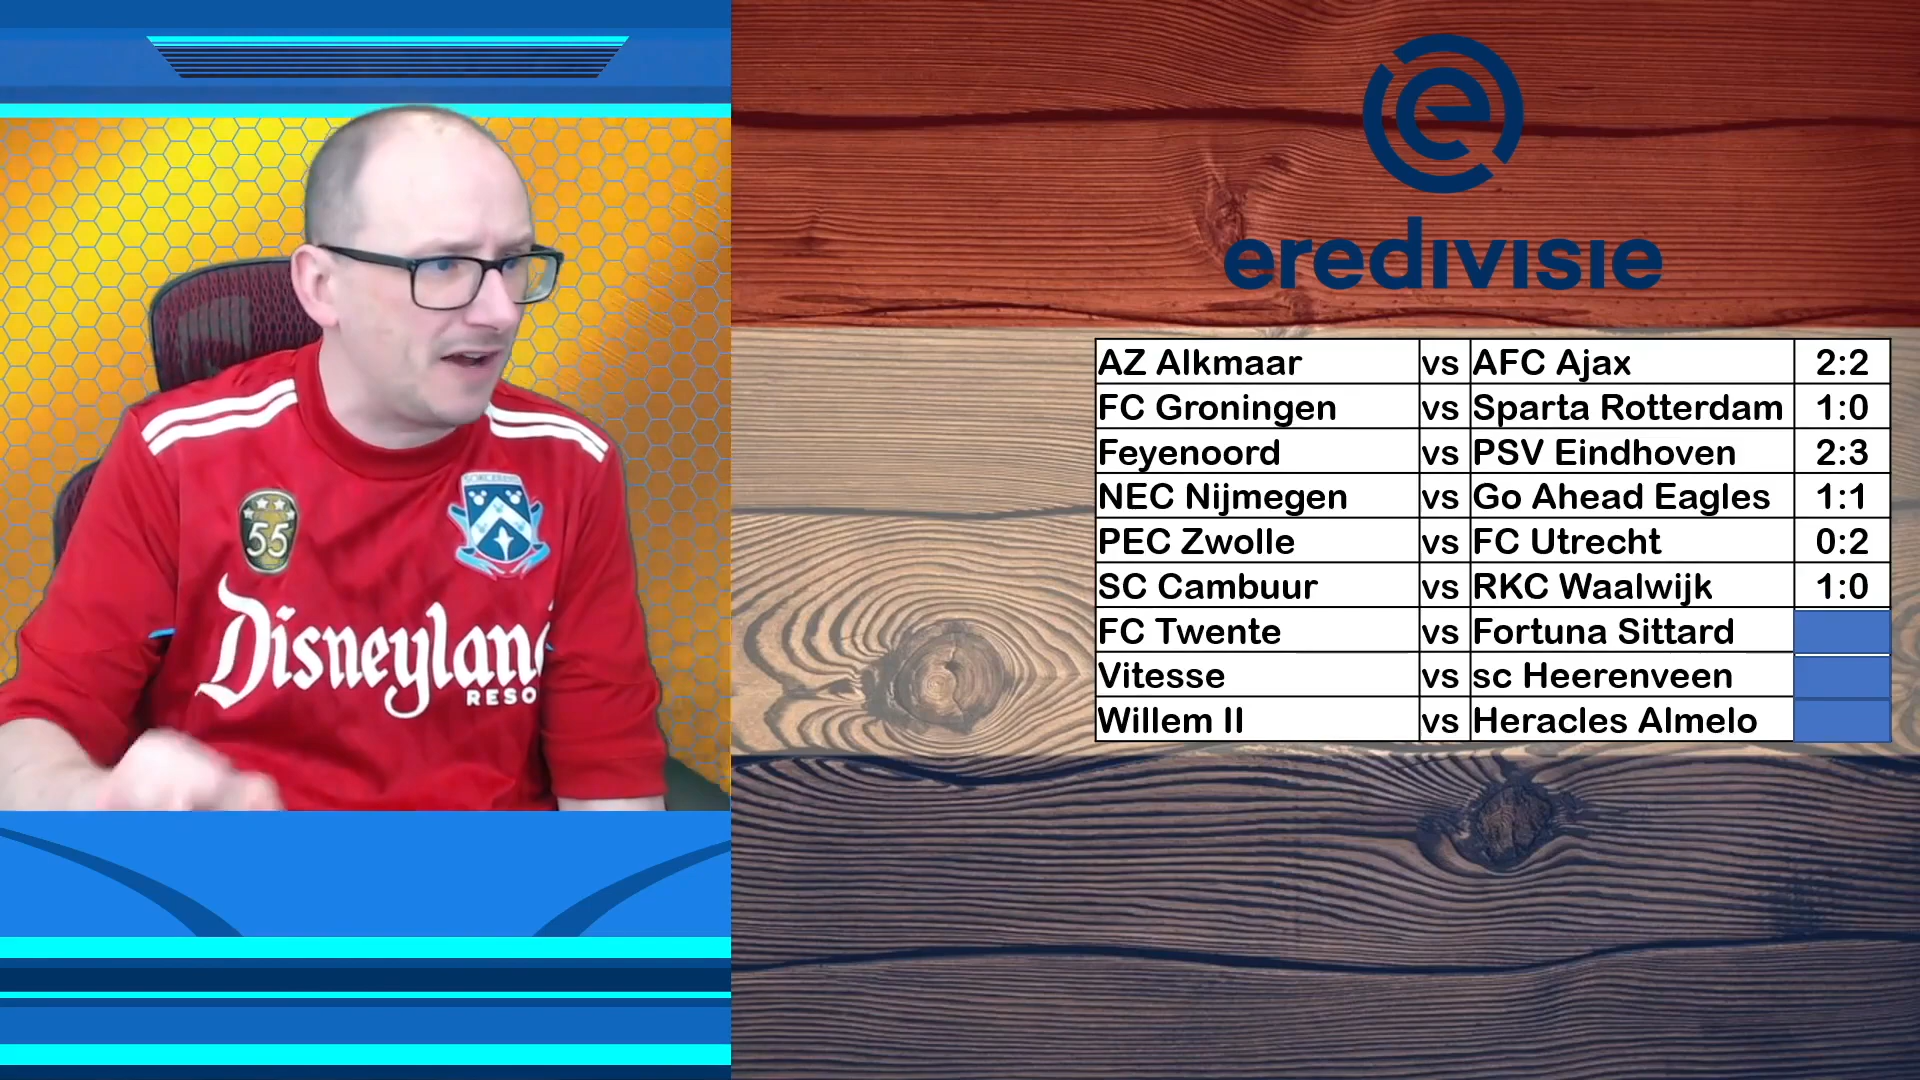 e
eredivisie
AZ Alkmaar vs AFC Ajax 2:2
FC Groningen vs Sparta Rotterdam 1:0
Feyenoord vs PSV Eindhoven 2:3
NEC Nijmegen vs Go Ahead Eagles 1:1
PEC Zwolle vs FC Utrecht 0:2
SC Cambuur vs RKC Waalwijk 1:0
FC Twente vs Fortuna Sittard
Vitesse vs sc Heerenveen
Willem II vs Heracles Almelo
55
Disneylan
RESO